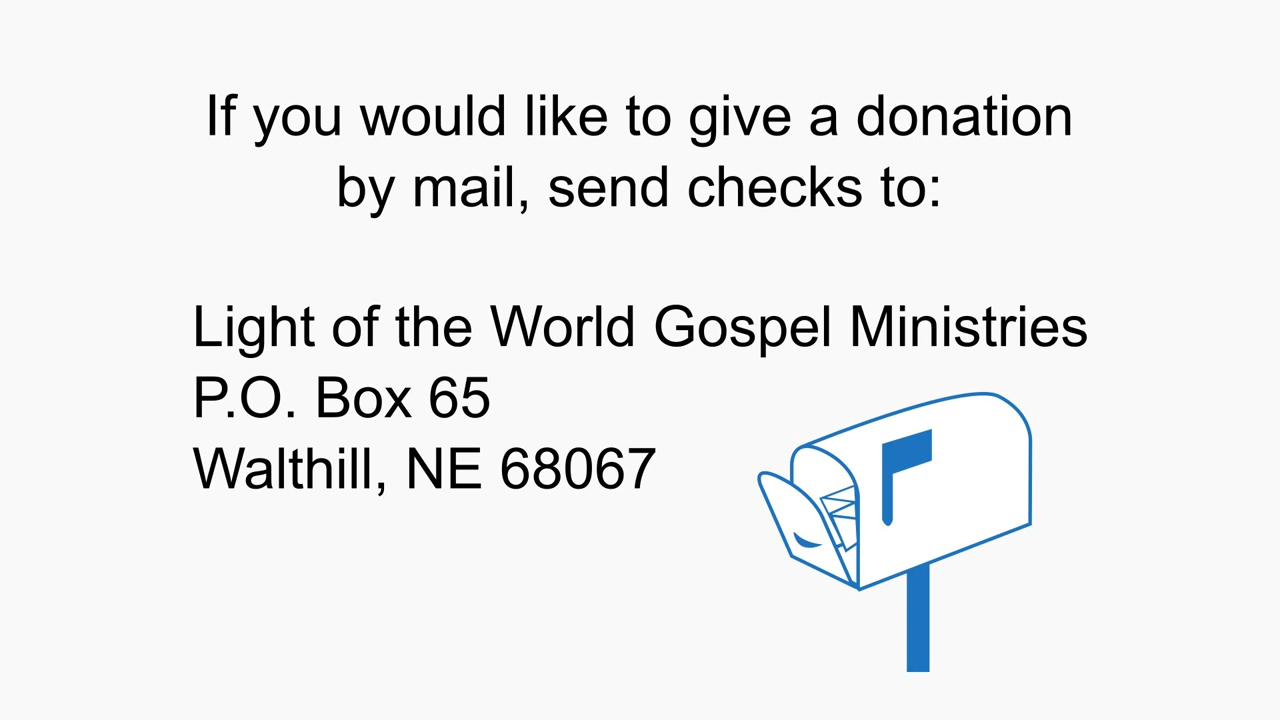 If you would like to give a donation
by mail, send checks to:
Light of the World Gospel Ministries
P.O. Box 65
Walthill, NE 68067